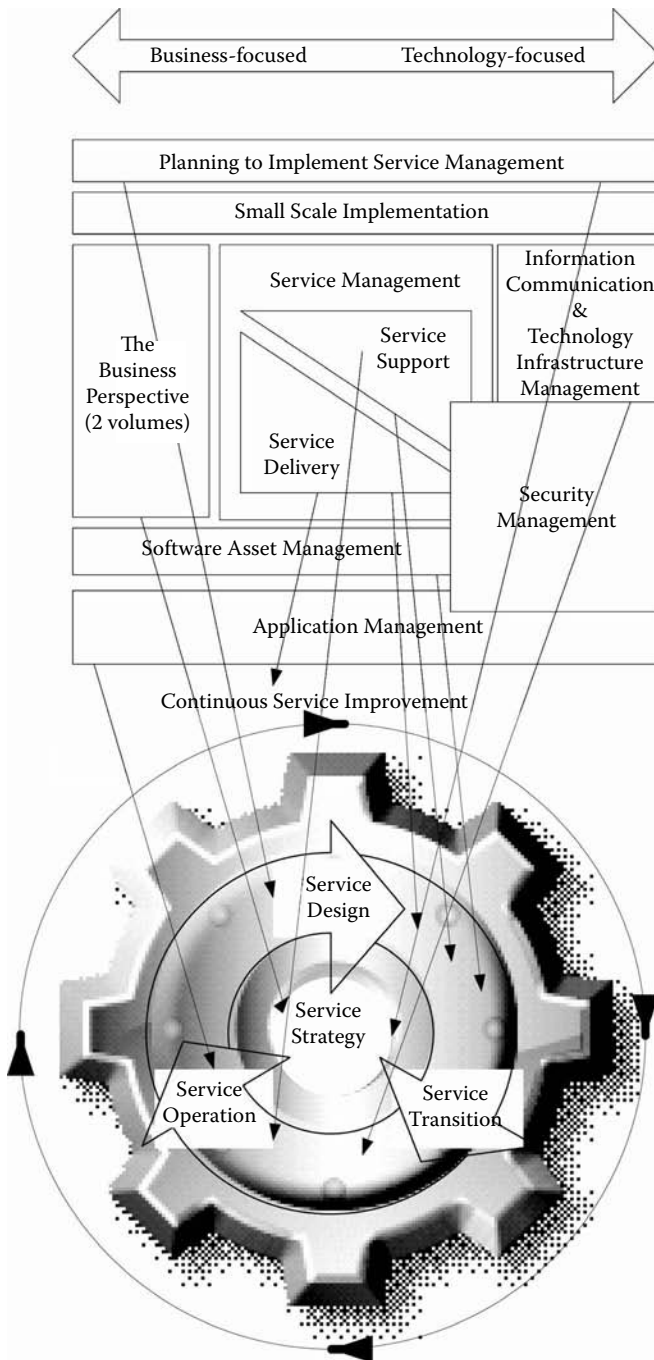 Business-focused
Technology-focused
Planning to Implement Service Management
Small Scale Implementation
The
Business
Perspective
(2 volumes)
Service Management
Service
Support
Service
Delivery
Information
Communication
&
Technology
Infrastructure
Management
Security
Management
Software Asset Management
Application Management
Continuous Service Improvement
Service
Design
Service
Strategy
Service
Operation
Service
Transition